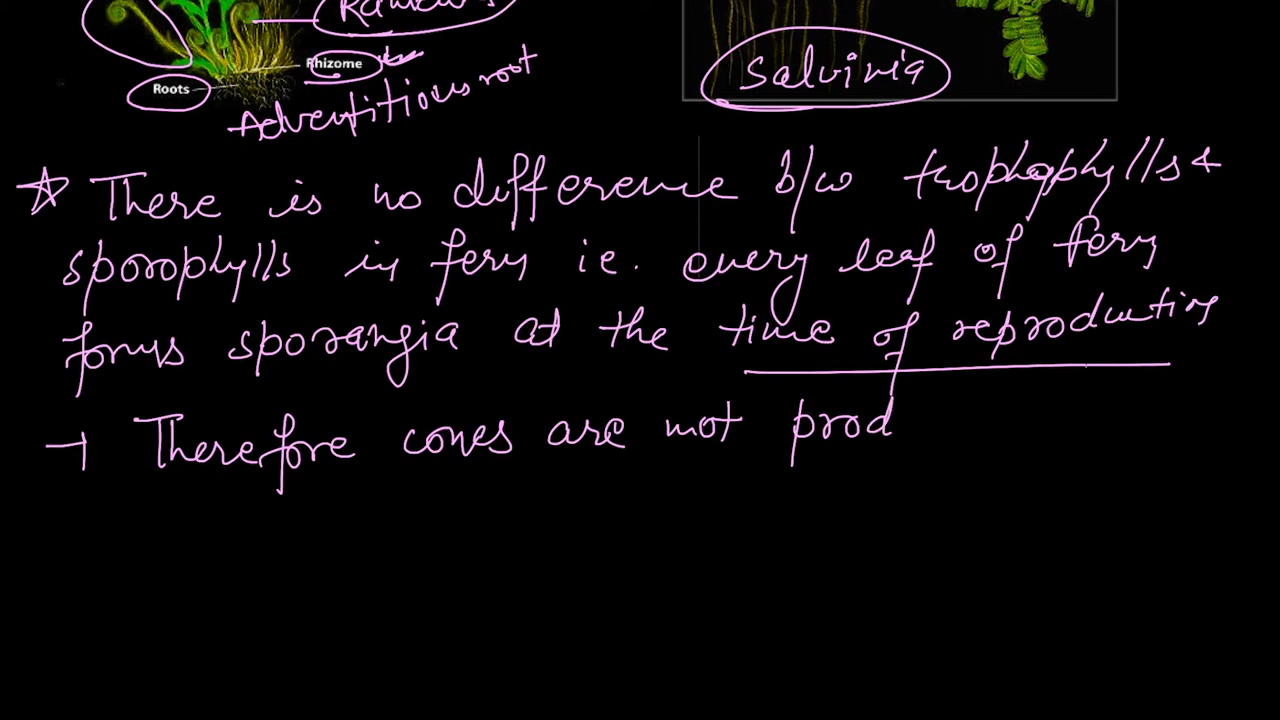 Rhizome
Roots
Adventitious root
Salvinia
☆ There is no difference b/w trophophylls &
sporophylls in fern ie. every leaf of fern
forms sporangia at the time of reproduction
→ Therefore cones are not prod